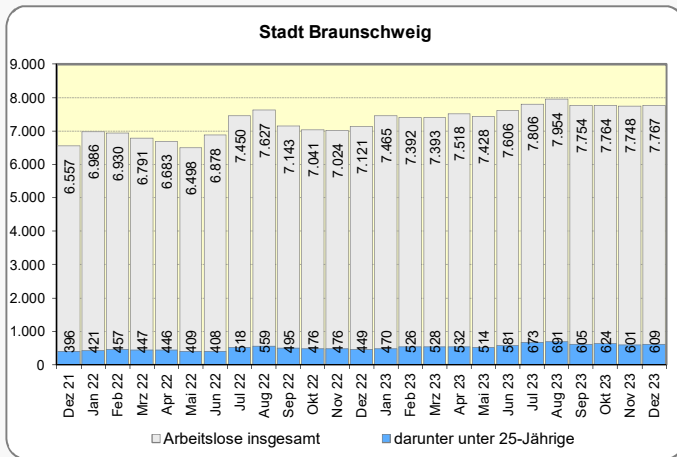 Stadt Braunschweig
9.000
8.000
7.000
6.000
5.000
4.000
3.000
2.000
1.000
0
6.557
6.986
6.930
6.791
6.683
6.498
6.878
7.450
7.627
7.143
7.041
7.024
7.121
7.465
7.392
7.393
7.518
7.428
7.606
7.806
7.954
7.754
7.764
7.748
7.767
396
421
457
447
446
409
408
518
559
495
476
476
449
470
526
528
532
514
581
673
691
605
624
601
609
Dez 21
Jan 22
Feb 22
Mrz 22
Apr 22
Mai 22
Jun 22
Jul 22
Aug 22
Sep 22
Okt 22
Nov 22
Dez 22
Jan 23
Feb 23
Mrz 23
Apr 23
Mai 23
Jun 23
Jul 23
Aug 23
Sep 23
Okt 23
Nov 23
Dez 23
Arbeitslose insgesamt
darunter unter 25-Jährige